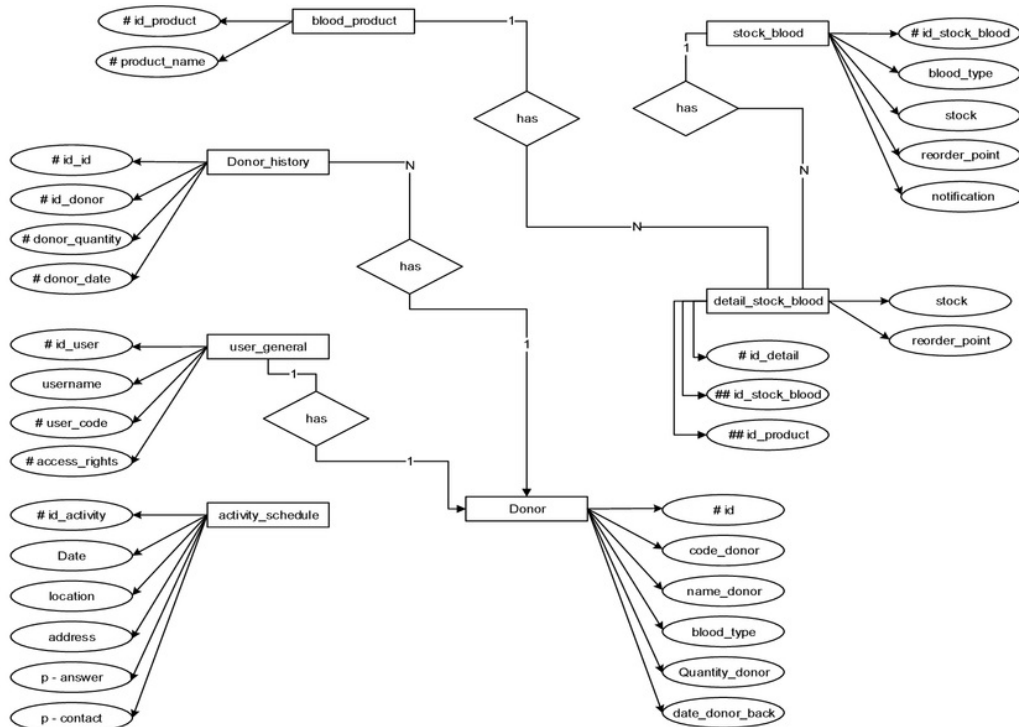 # id_product
blood_product
# product_name
1
has
stock_blood
1
has
# id_stock_blood
blood_type
stock
reorder_point
notification
N
N
# id_id
Donor_history
# id_donor
# donor_quantity
# donor_date
N
has
1
detail_stock_blood
stock
reorder_point
# id_detail
## id_stock_blood
## id_product
# id_user
user_general
username
# user_code
# access_rights
1
has
1
# id_activity
activity_schedule
Date
location
address
p - answer
p - contact
Donor
# id
code_donor
name_donor
blood_type
Quantity_donor
date_donor_back